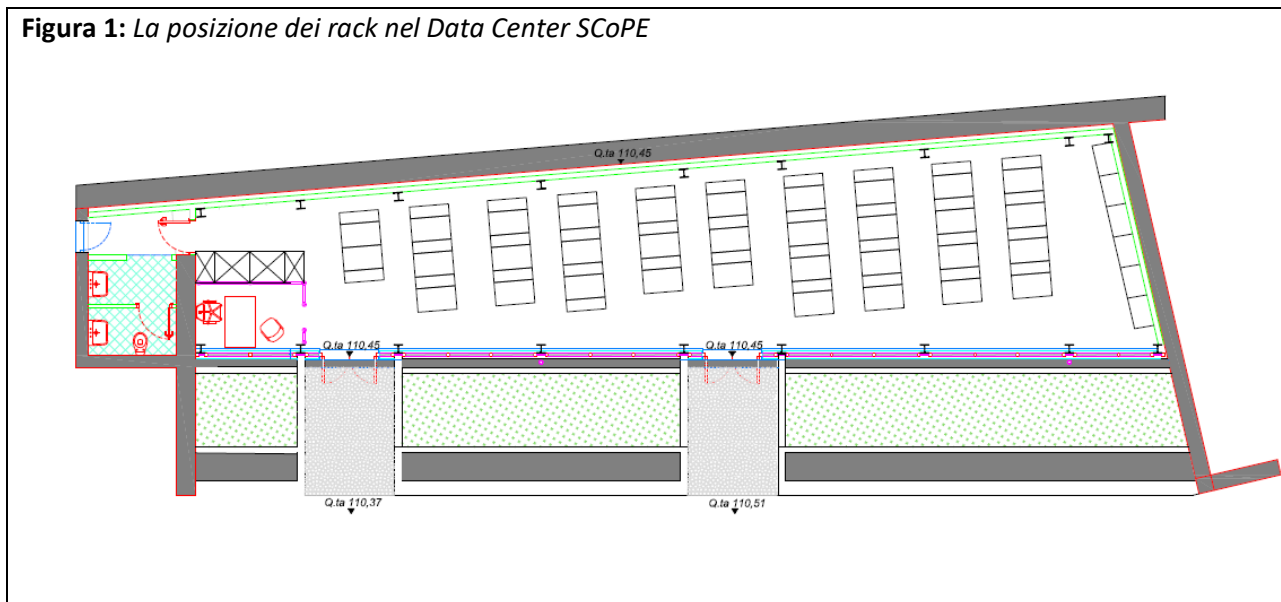 Figura 1: La posizione dei rack nel Data Center SCoPE
Q.ta 110,45
Q.ta 110,45
Q.ta 110,45
Q.ta 110,37
Q.ta 110,51